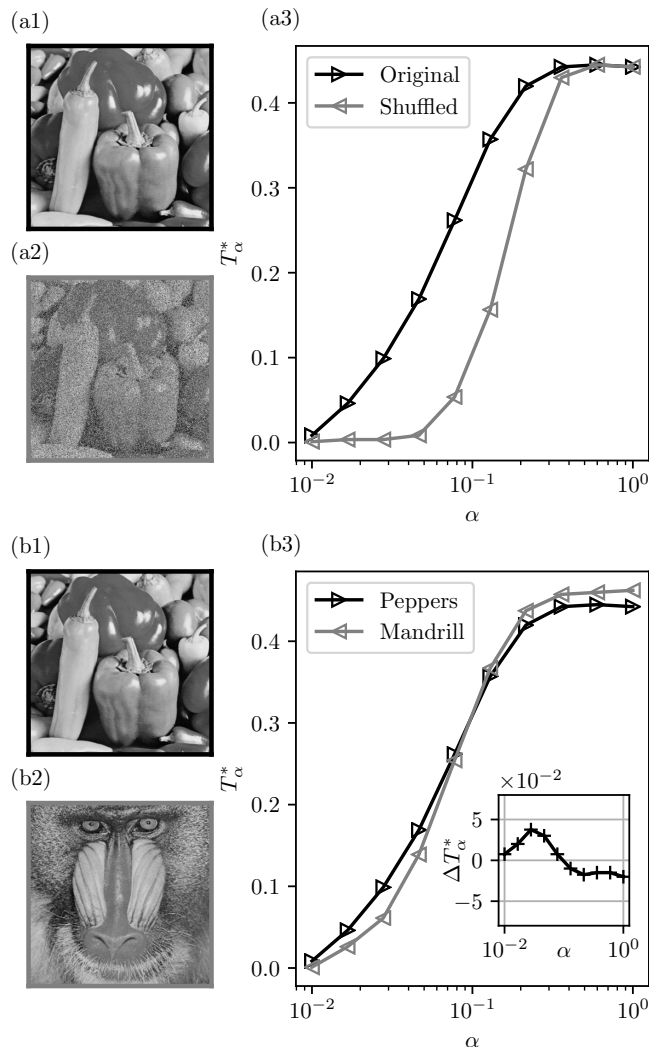 (a1)
(a3)
Original
Shuffled
0.4
0.3
0.2
0.1
0.0
T*α
10⁻²
10⁻¹
10⁰
α
(a2)
(b1)
(b3)
Peppers
Mandrill
0.4
0.3
0.2
0.1
0.0
T*α
10⁻²
10⁻¹
10⁰
α
×10⁻²
5
0
−5
ΔT*α
10⁻²
α
10⁰
(b2)